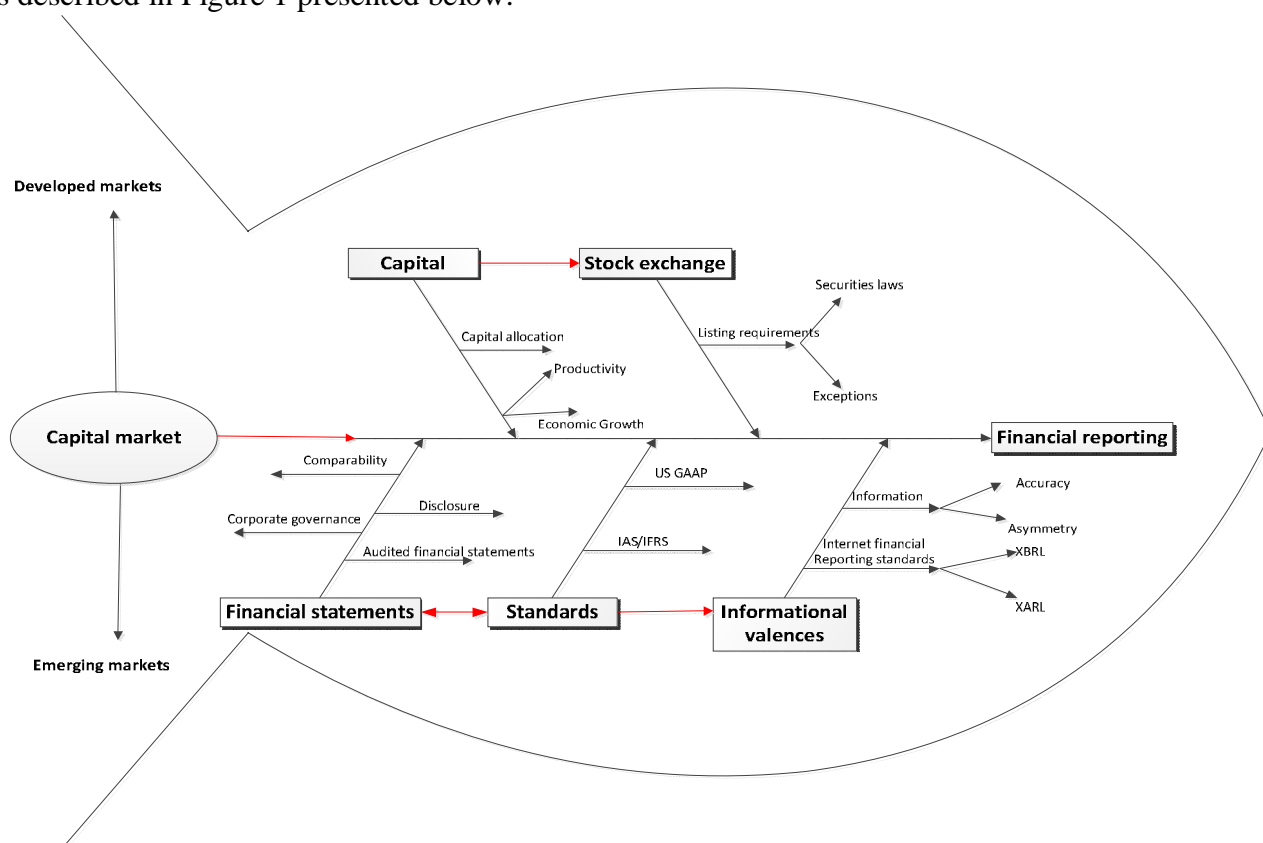 s described in Figure 1 presented below.
Developed markets
Capital
Stock exchange
Securities laws
Listing requirements
Capital allocation
Productivity
Exceptions
Economic Growth
Capital market
Financial reporting
Comparability
US GAAP
Accuracy
Information
Disclosure
Corporate governance
Asymmetry
Internet financial
Reporting standards
IAS/IFRS
Audited financial statements
XBRL
XARL
Financial statements
Standards
Informational
valences
Emerging markets